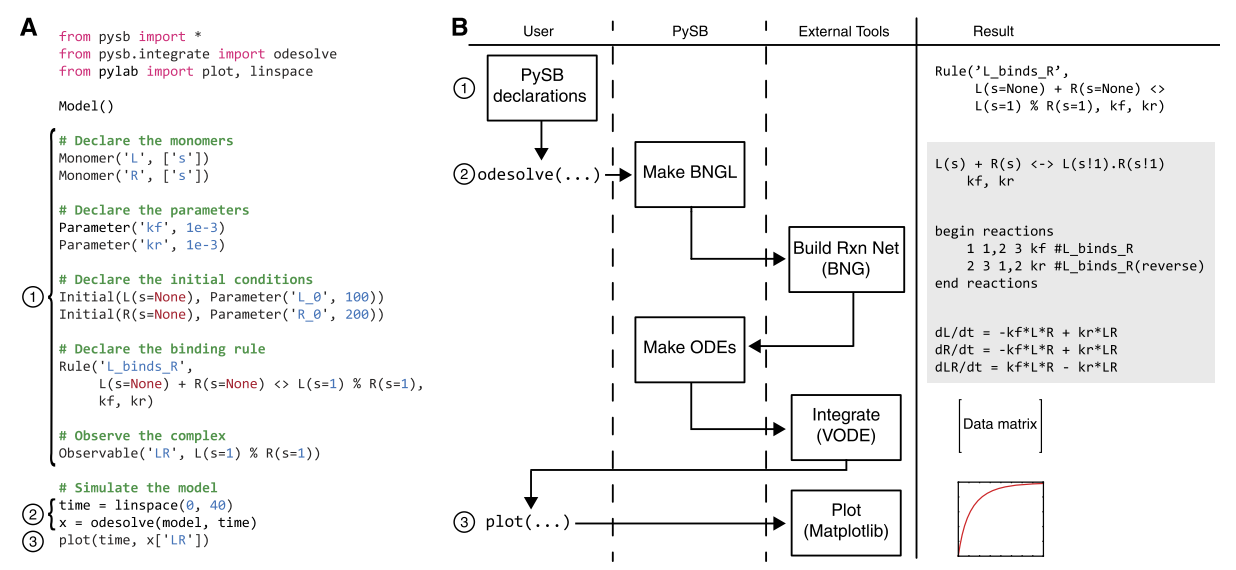 A
from pysb import *
from pysb.integrate import odesolve
from pylab import plot, linspace
Model()
# Declare the monomers
Monomer('L', ['s'])
Monomer('R', ['s'])
# Declare the parameters
Parameter('kf', 1e-3)
Parameter('kr', 1e-3)
# Declare the initial conditions
1
Initial(L(s=None), Parameter('L_0', 100))
Initial(R(s=None), Parameter('R_0', 200))
# Declare the binding rule
Rule('L_binds_R',
L(s=None) + R(s=None) <> L(s=1) % R(s=1),
kf, kr)
# Observe the complex
Observable('LR', L(s=1) % R(s=1))
# Simulate the model
2
time = linspace(0, 40)
x = odesolve(model, time)
3
plot(time, x['LR'])
B
User
PySB
External Tools
Result
1
PySB
declarations
Rule(’L_binds_R’,
L(s=None) + R(s=None) <>
L(s=1) % R(s=1), kf, kr)
2
odesolve(...)
Make BNGL
L(s) + R(s) <-> L(s!1).R(s!1)
kf, kr
Build Rxn Net
(BNG)
begin reactions
1 1,2 3 kf #L_binds_R
2 3 1,2 kr #L_binds_R(reverse)
end reactions
Make ODEs
dL/dt = -kf*L*R + kr*LR
dR/dt = -kf*L*R + kr*LR
dLR/dt = kf*L*R - kr*LR
Integrate
(VODE)
Data matrix
3
plot(...)
Plot
(Matplotlib)